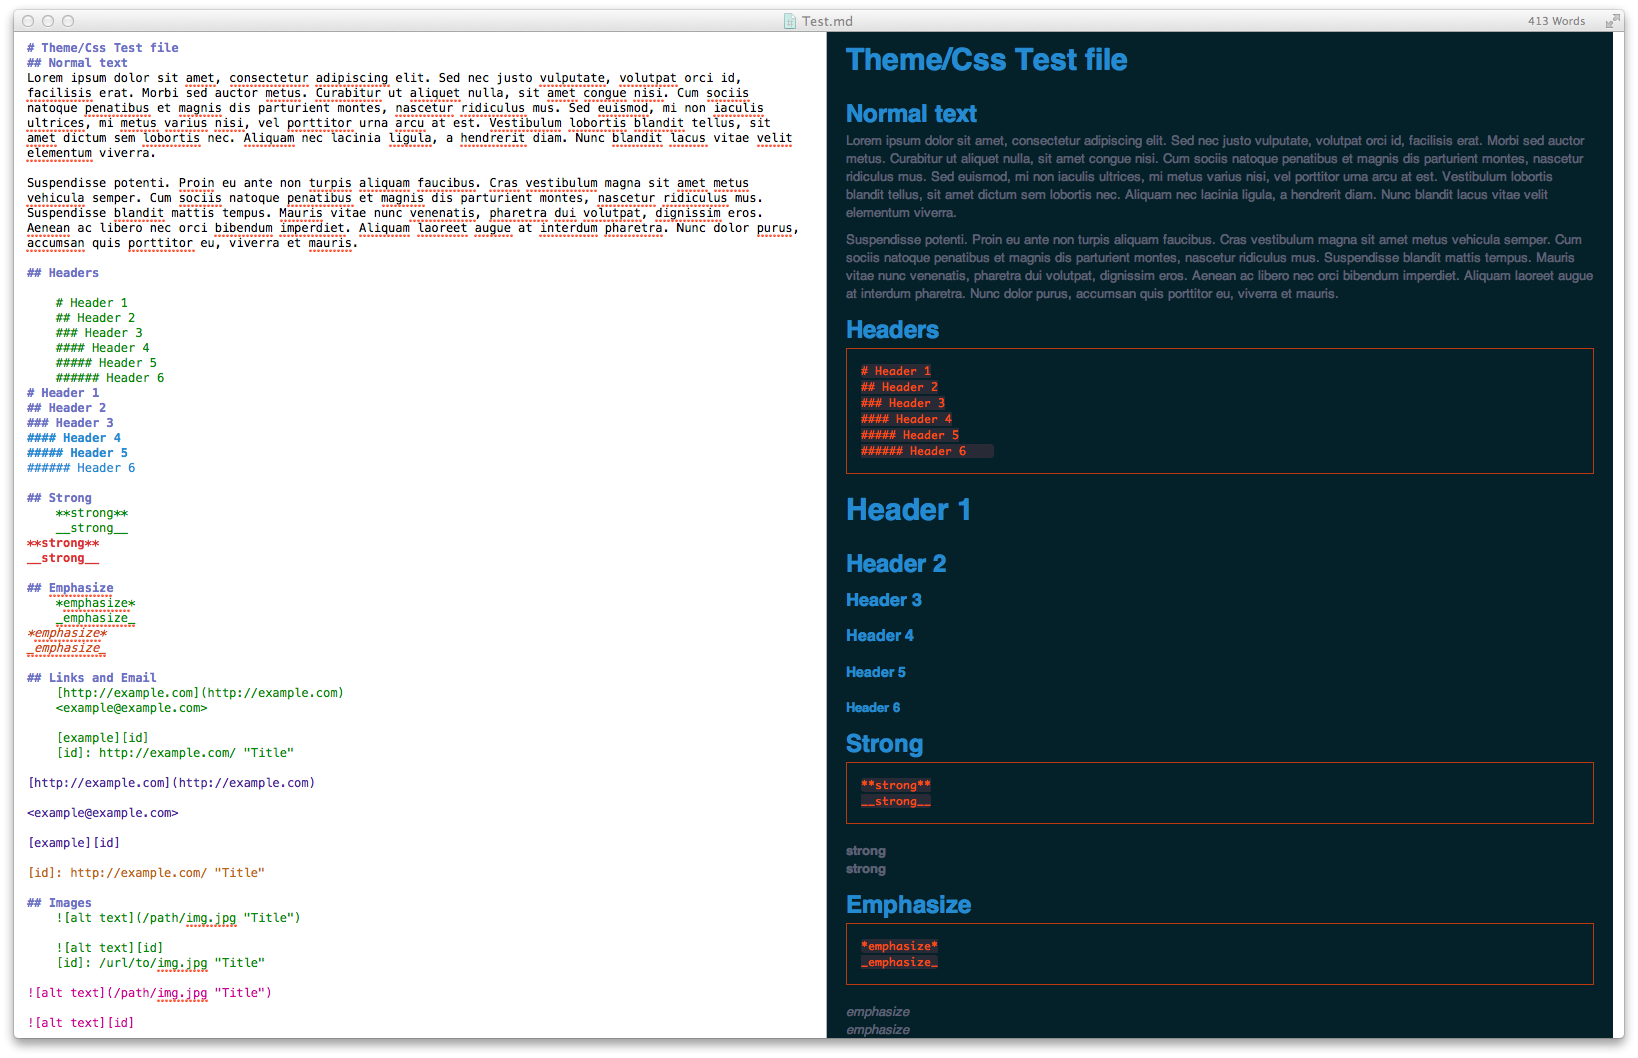 Test.md
413 Words
# Theme/Css Test file
## Normal text
Lorem ipsum dolor sit amet, consectetur adipiscing elit. Sed nec justo vulputate, volutpat orci id,
facilisis erat. Morbi sed auctor metus. Curabitur ut aliquet nulla, sit amet congue nisi. Cum sociis
natoque penatibus et magnis dis parturient montes, nascetur ridiculus mus. Sed euismod, mi non iaculis
ultrices, mi metus varius nisi, vel porttitor urna arcu at est. Vestibulum lobortis blandit tellus, sit
amet dictum sem lobortis nec. Aliquam nec lacinia ligula, a hendrerit diam. Nunc blandit lacus vitae velit
elementum viverra.
Suspendisse potenti. Proin eu ante non turpis aliquam faucibus. Cras vestibulum magna sit amet metus
vehicula semper. Cum sociis natoque penatibus et magnis dis parturient montes, nascetur ridiculus mus.
Suspendisse blandit mattis tempus. Mauris vitae nunc venenatis, pharetra dui volutpat, dignissim eros.
Aenean ac libero nec orci bibendum imperdiet. Aliquam laoreet augue at interdum pharetra. Nunc dolor purus,
accumsan quis porttitor eu, viverra et mauris.
## Headers
# Header 1
## Header 2
### Header 3
#### Header 4
##### Header 5
###### Header 6
# Header 1
## Header 2
### Header 3
#### Header 4
##### Header 5
###### Header 6
## Strong
**strong**
__strong__
**strong**
__strong__
## Emphasize
*emphasize*
_emphasize_
*emphasize*
_emphasize_
## Links and Email
[http://example.com](http://example.com)
<example@example.com>
[example][id]
[id]: http://example.com/ "Title"
[http://example.com](http://example.com)
<example@example.com>
[example][id]
[id]: http://example.com/ "Title"
## Images
![alt text](/path/img.jpg "Title")
![alt text][id]
[id]: /url/to/img.jpg "Title"
![alt text](/path/img.jpg "Title")
![alt text][id]
Theme/Css Test file
Normal text
Lorem ipsum dolor sit amet, consectetur adipiscing elit. Sed nec justo vulputate, volutpat orci id, facilisis erat. Morbi sed auctor
metus. Curabitur ut aliquet nulla, sit amet congue nisi. Cum sociis natoque penatibus et magnis dis parturient montes, nascetur
ridiculus mus. Sed euismod, mi non iaculis ultrices, mi metus varius nisi, vel porttitor urna arcu at est. Vestibulum lobortis
blandit tellus, sit amet dictum sem lobortis nec. Aliquam nec lacinia ligula, a hendrerit diam. Nunc blandit lacus vitae velit
elementum viverra.
Suspendisse potenti. Proin eu ante non turpis aliquam faucibus. Cras vestibulum magna sit amet metus vehicula semper. Cum
sociis natoque penatibus et magnis dis parturient montes, nascetur ridiculus mus. Suspendisse blandit mattis tempus. Mauris
vitae nunc venenatis, pharetra dui volutpat, dignissim eros. Aenean ac libero nec orci bibendum imperdiet. Aliquam laoreet augue
at interdum pharetra. Nunc dolor purus, accumsan quis porttitor eu, viverra et mauris.
Headers
# Header 1
## Header 2
### Header 3
#### Header 4
##### Header 5
###### Header 6
Header 1
Header 2
Header 3
Header 4
Header 5
Header 6
Strong
**strong**
__strong__
strong
strong
Emphasize
*emphasize*
_emphasize_
emphasize
emphasize